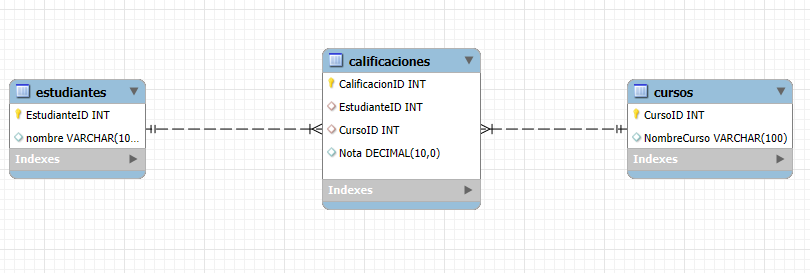 estudiantes
EstudianteID INT
nombre VARCHAR(10...
Indexes
calificaciones
CalificacionID INT
EstudianteID INT
CursoID INT
Nota DECIMAL(10,0)
Indexes
cursos
CursoID INT
NombreCurso VARCHAR(100)
Indexes